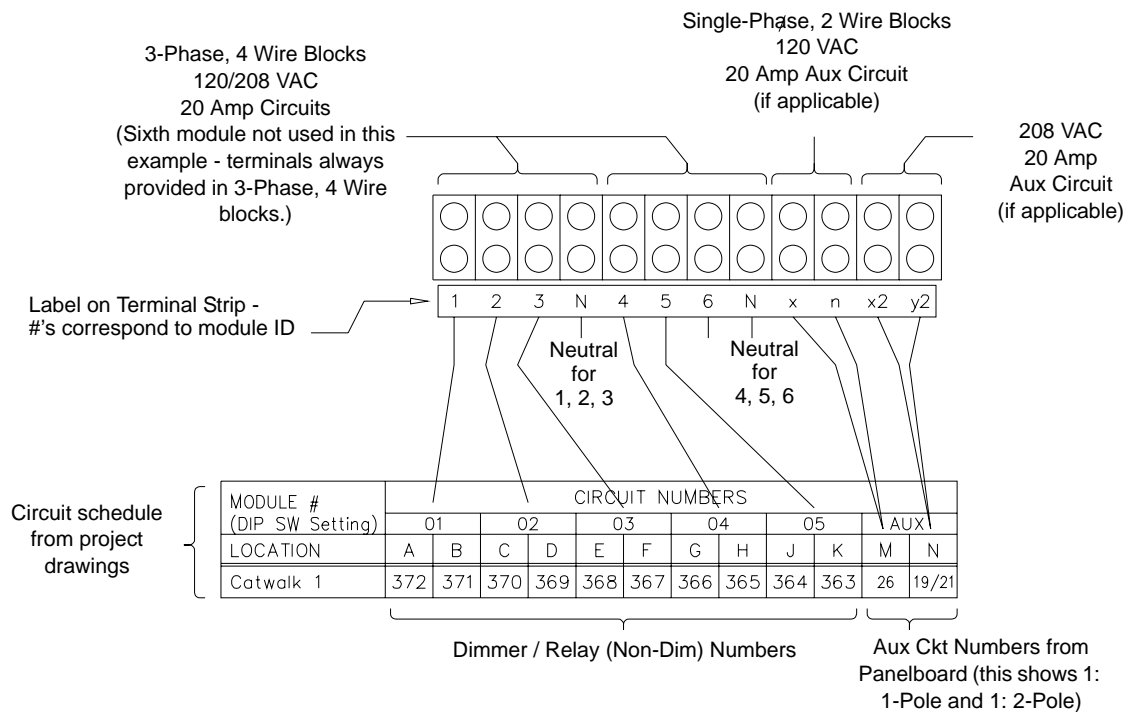 3-Phase, 4 Wire Blocks
120/208 VAC
20 Amp Circuits
(Sixth module not used in this
example - terminals always
provided in 3-Phase, 4 Wire
blocks.)
Single-Phase, 2 Wire Blocks
120 VAC
20 Amp Aux Circuit
(if applicable)
208 VAC
20 Amp
Aux Circuit
(if applicable)
Label on Terminal Strip -
#'s correspond to module ID
1 2 3 N 4 5 6 N x n x2 y2
Neutral
for
1, 2, 3
Neutral
for
4, 5, 6
Circuit schedule
from project
drawings
MODULE # CIRCUIT NUMBERS
(DIP SW Setting) 01 02 03 04 05 AUX
LOCATION A B C D E F G H J K M N
Catwalk 1 372 371 370 369 368 367 366 365 364 363 26 19/21
Dimmer / Relay (Non-Dim) Numbers
Aux Ckt Numbers from
Panelboard (this shows 1:
1-Pole and 1: 2-Pole)